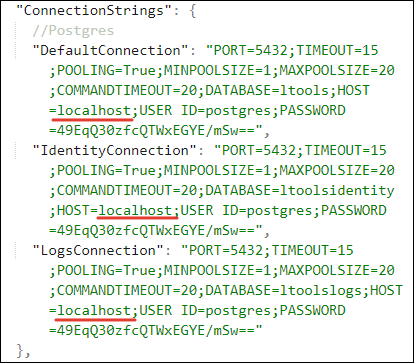 "ConnectionStrings": {
//Postgres
"DefaultConnection": "PORT=5432;TIMEOUT=15
;POOLING=True;MINPOOLSIZE=1;MAXPOOLSIZE=20
;COMMANDTIMEOUT=20;DATABASE=ltools;HOST
=localhost;USER ID=postgres;PASSWORD
=49EqQ30zfcQTWxEGYE/mSw==",
"IdentityConnection": "PORT=5432;TIMEOUT=15
;POOLING=True;MINPOOLSIZE=1;MAXPOOLSIZE=20
;COMMANDTIMEOUT=20;DATABASE=ltoolsidentity
;HOST=localhost;USER ID=postgres;PASSWORD
=49EqQ30zfcQTWxEGYE/mSw==",
"LogsConnection": "PORT=5432;TIMEOUT=15
;POOLING=True;MINPOOLSIZE=1;MAXPOOLSIZE=20
;COMMANDTIMEOUT=20;DATABASE=ltoolslogs;HOST
=localhost;USER ID=postgres;PASSWORD
=49EqQ30zfcQTWxEGYE/mSw=="
},